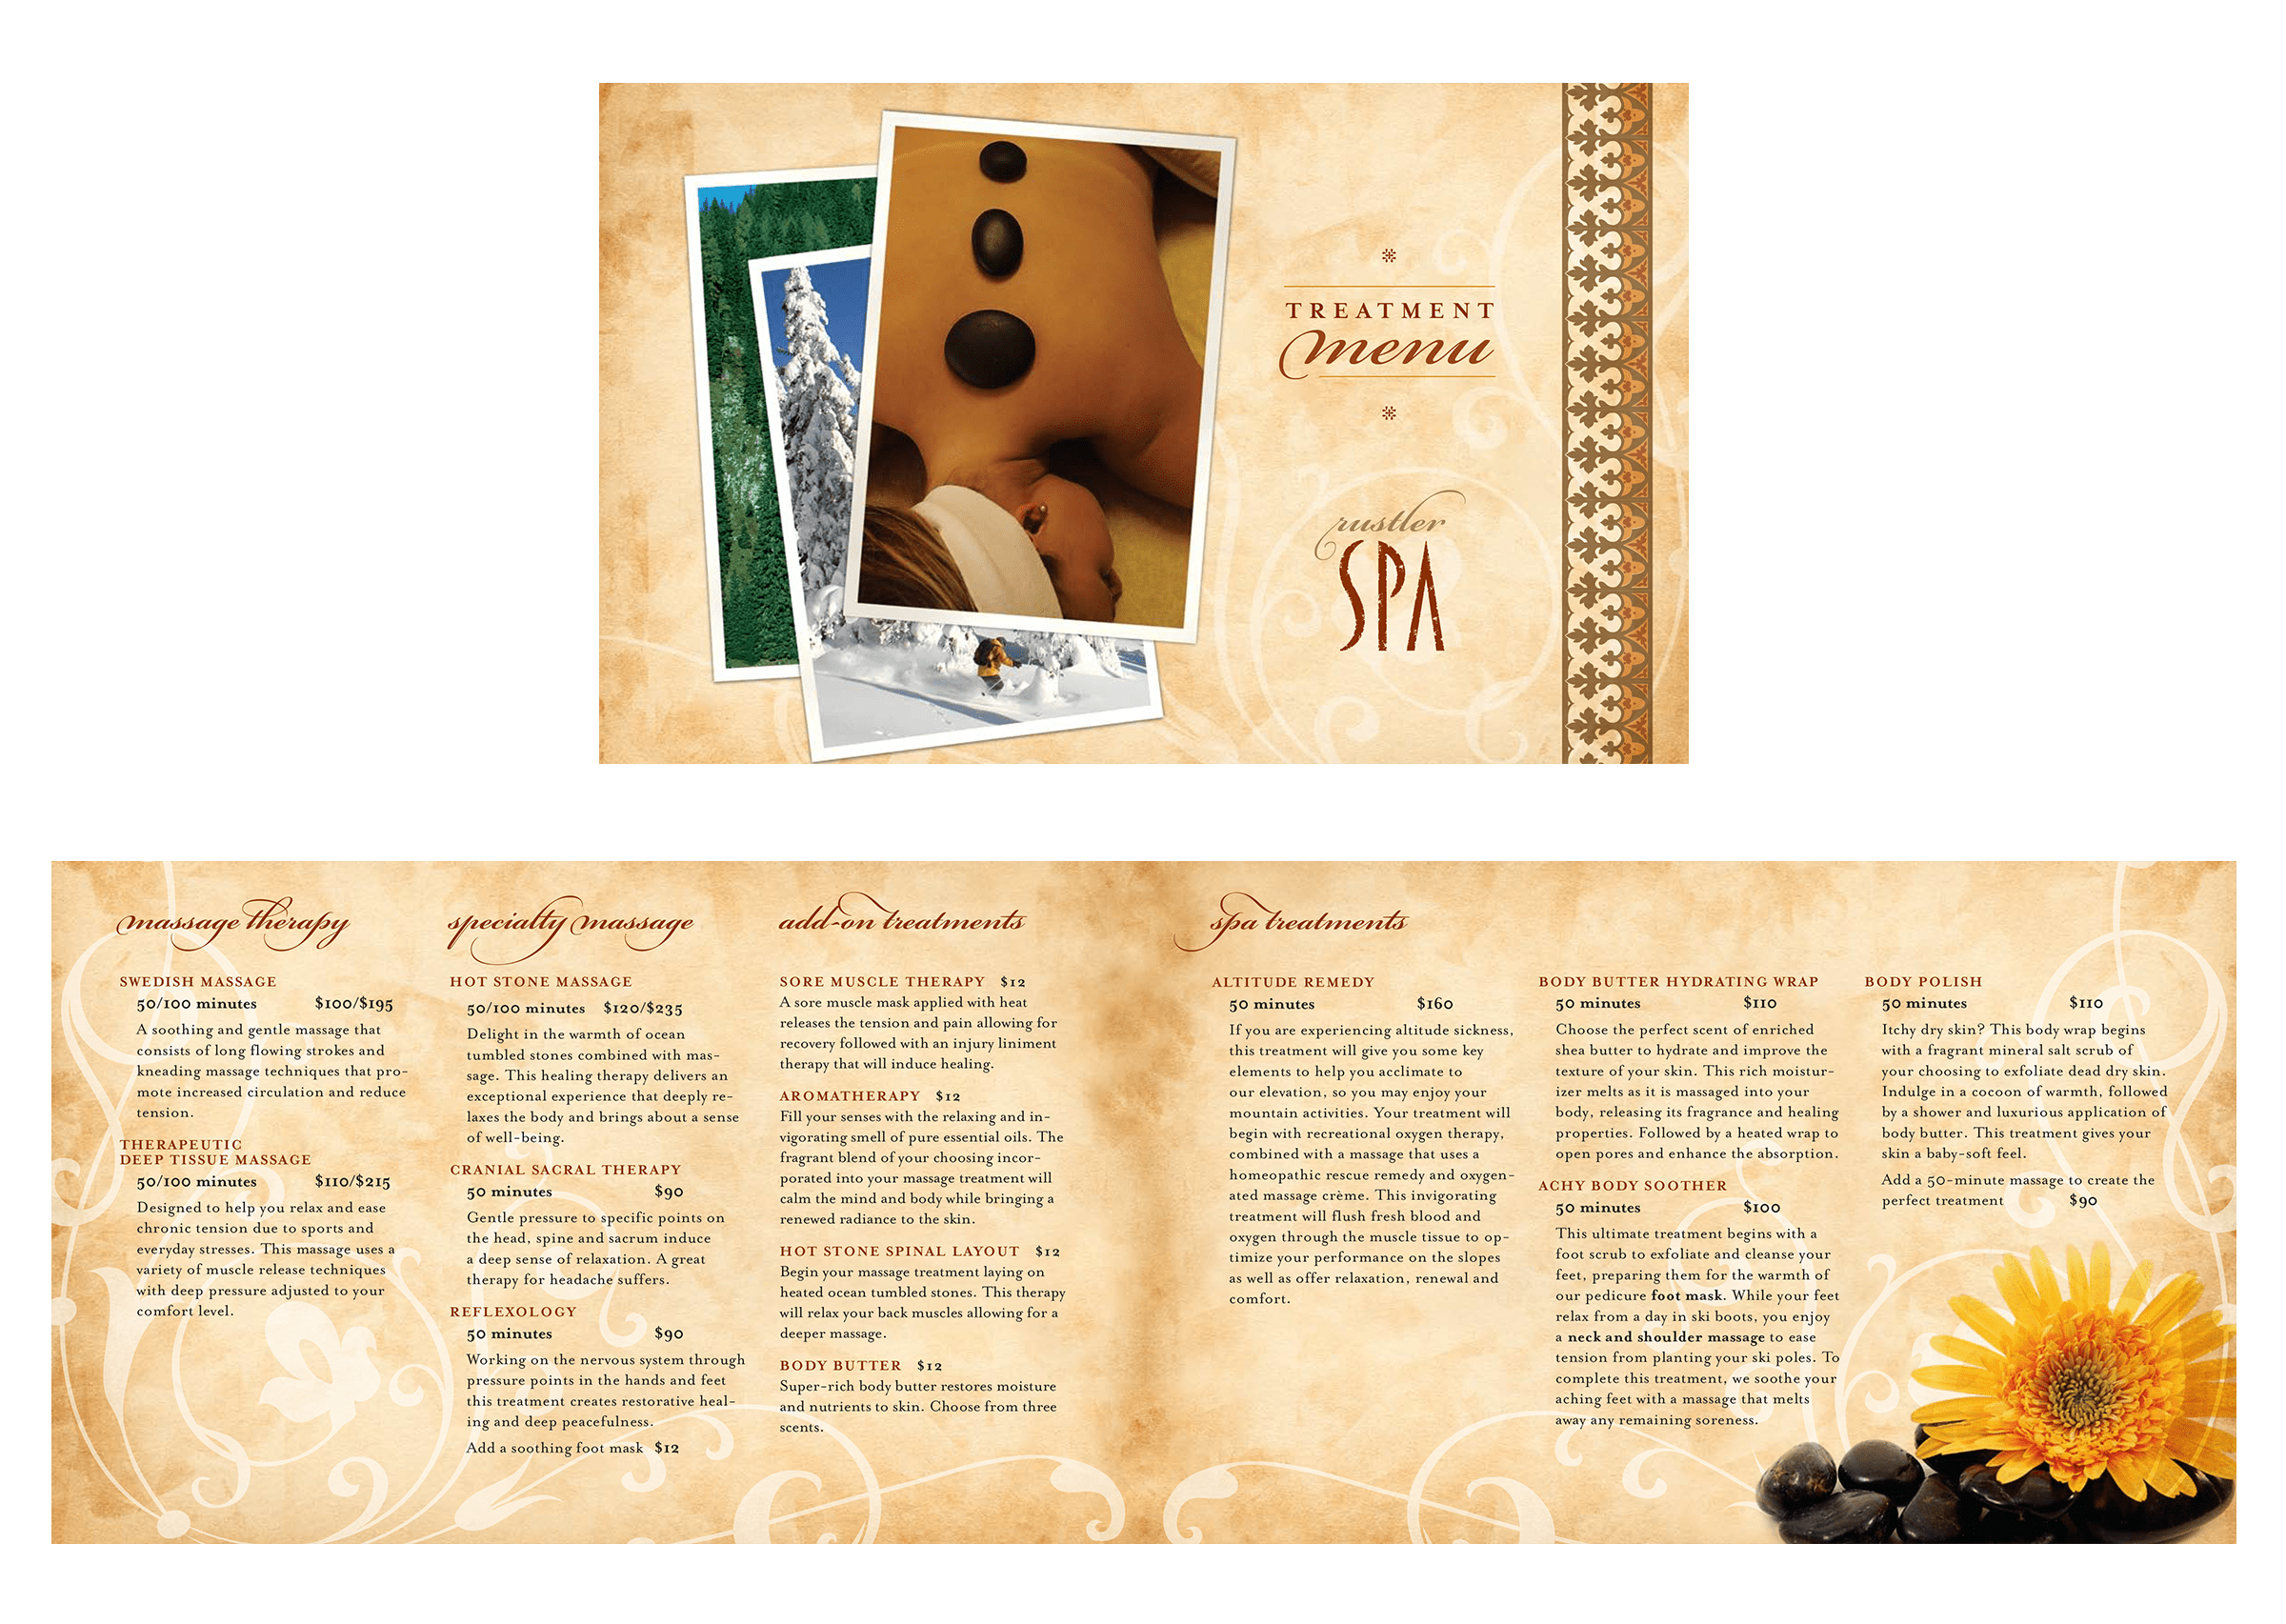 TREATMENT
menu
rustler
SPA
massage therapy
SWEDISH MASSAGE
50/100 minutes $100/$195
A soothing and gentle massage that
consists of long flowing strokes and
kneading massage techniques that pro-
mote increased circulation and reduce
tension.
THERAPEUTIC
DEEP TISSUE MASSAGE
50/100 minutes $110/$215
Designed to help you relax and ease
chronic tension due to sports and
everyday stresses. This massage uses a
variety of muscle release techniques
with deep pressure adjusted to your
comfort level.
specialty massage
HOT STONE MASSAGE
50/100 minutes $120/$235
Delight in the warmth of ocean
tumbled stones combined with mas-
sage. This healing therapy delivers an
exceptional experience that deeply re-
laxes the body and brings about a sense
of well-being.
CRANIAL SACRAL THERAPY
50 minutes $90
Gentle pressure to specific points on
the head, spine and sacrum induce
a deep sense of relaxation. A great
therapy for headache suffers.
REFLEXOLOGY
50 minutes $90
Working on the nervous system through
pressure points in the hands and feet
this treatment creates restorative heal-
ing and deep peacefulness.
Add a soothing foot mask $12
add-on treatments
SORE MUSCLE THERAPY $12
A sore muscle mask applied with heat
releases the tension and pain allowing for
recovery followed with an injury liniment
therapy that will induce healing.
AROMATHERAPY $12
Fill your senses with the relaxing and in-
vigorating smell of pure essential oils. The
fragrant blend of your choosing incor-
porated into your massage treatment will
calm the mind and body while bringing a
renewed radiance to the skin.
HOT STONE SPINAL LAYOUT $12
Begin your massage treatment laying on
heated ocean tumbled stones. This therapy
will relax your back muscles allowing for a
deeper massage.
BODY BUTTER $12
Super-rich body butter restores moisture
and nutrients to skin. Choose from three
scents.
spa treatments
ALTITUDE REMEDY
50 minutes $160
If you are experiencing altitude sickness,
this treatment will give you some key
elements to help you acclimate to
our elevation, so you may enjoy your
mountain activities. Your treatment will
begin with recreational oxygen therapy,
combined with a massage that uses a
homeopathic rescue remedy and oxygen-
ated massage crème. This invigorating
treatment will flush fresh blood and
oxygen through the muscle tissue to op-
timize your performance on the slopes
as well as offer relaxation, renewal and
comfort.
BODY BUTTER HYDRATING WRAP
50 minutes $110
Choose the perfect scent of enriched
shea butter to hydrate and improve the
texture of your skin. This rich moistur-
izer melts as it is massaged into your
body, releasing its fragrance and healing
properties. Followed by a heated wrap to
open pores and enhance the absorption.
ACHY BODY SOOTHER
50 minutes $100
This ultimate treatment begins with a
foot scrub to exfoliate and cleanse your
feet, preparing them for the warmth of
our pedicure foot mask. While your feet
relax from a day in ski boots, you enjoy
a neck and shoulder massage to ease
tension from planting your ski poles. To
complete this treatment, we soothe your
aching feet with a massage that melts
away any remaining soreness.
BODY POLISH
50 minutes $110
Itchy dry skin? This body wrap begins
with a fragrant mineral salt scrub of
your choosing to exfoliate dead dry skin.
Indulge in a cocoon of warmth, followed
by a shower and luxurious application of
body butter. This treatment gives your
skin a baby-soft feel.
Add a 50-minute massage to create the
perfect treatment $90